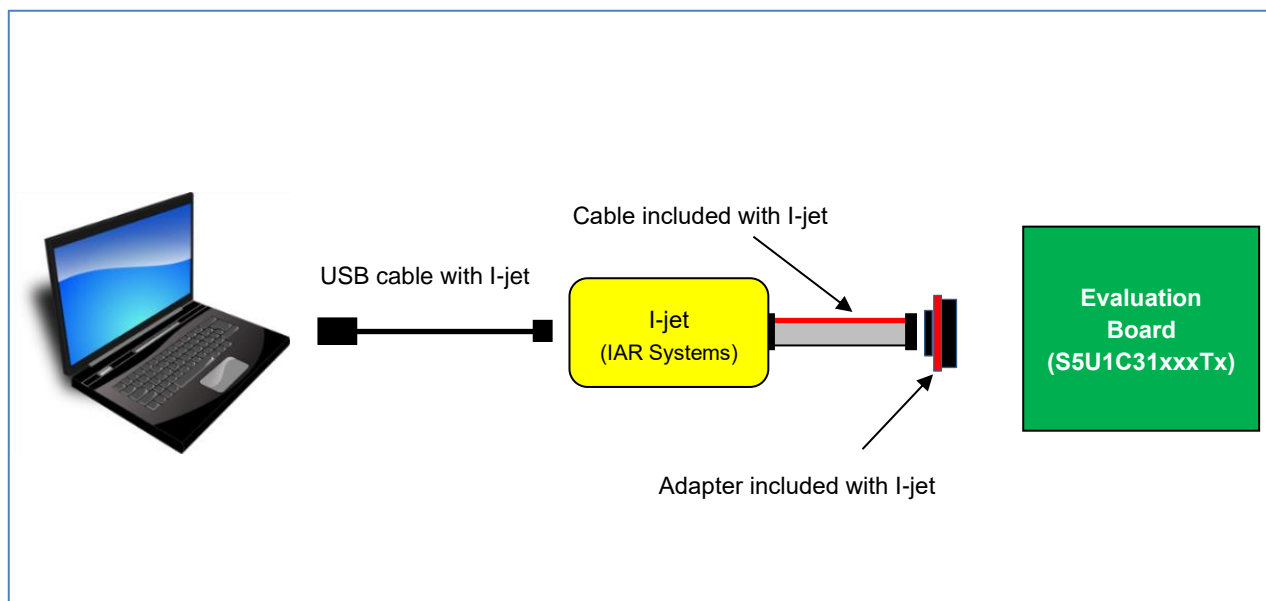 Cable included with I-jet
USB cable with I-jet
I-jet
(IAR Systems)
Evaluation
Board
(S5U1C31xxxTx)
Adapter included with I-jet